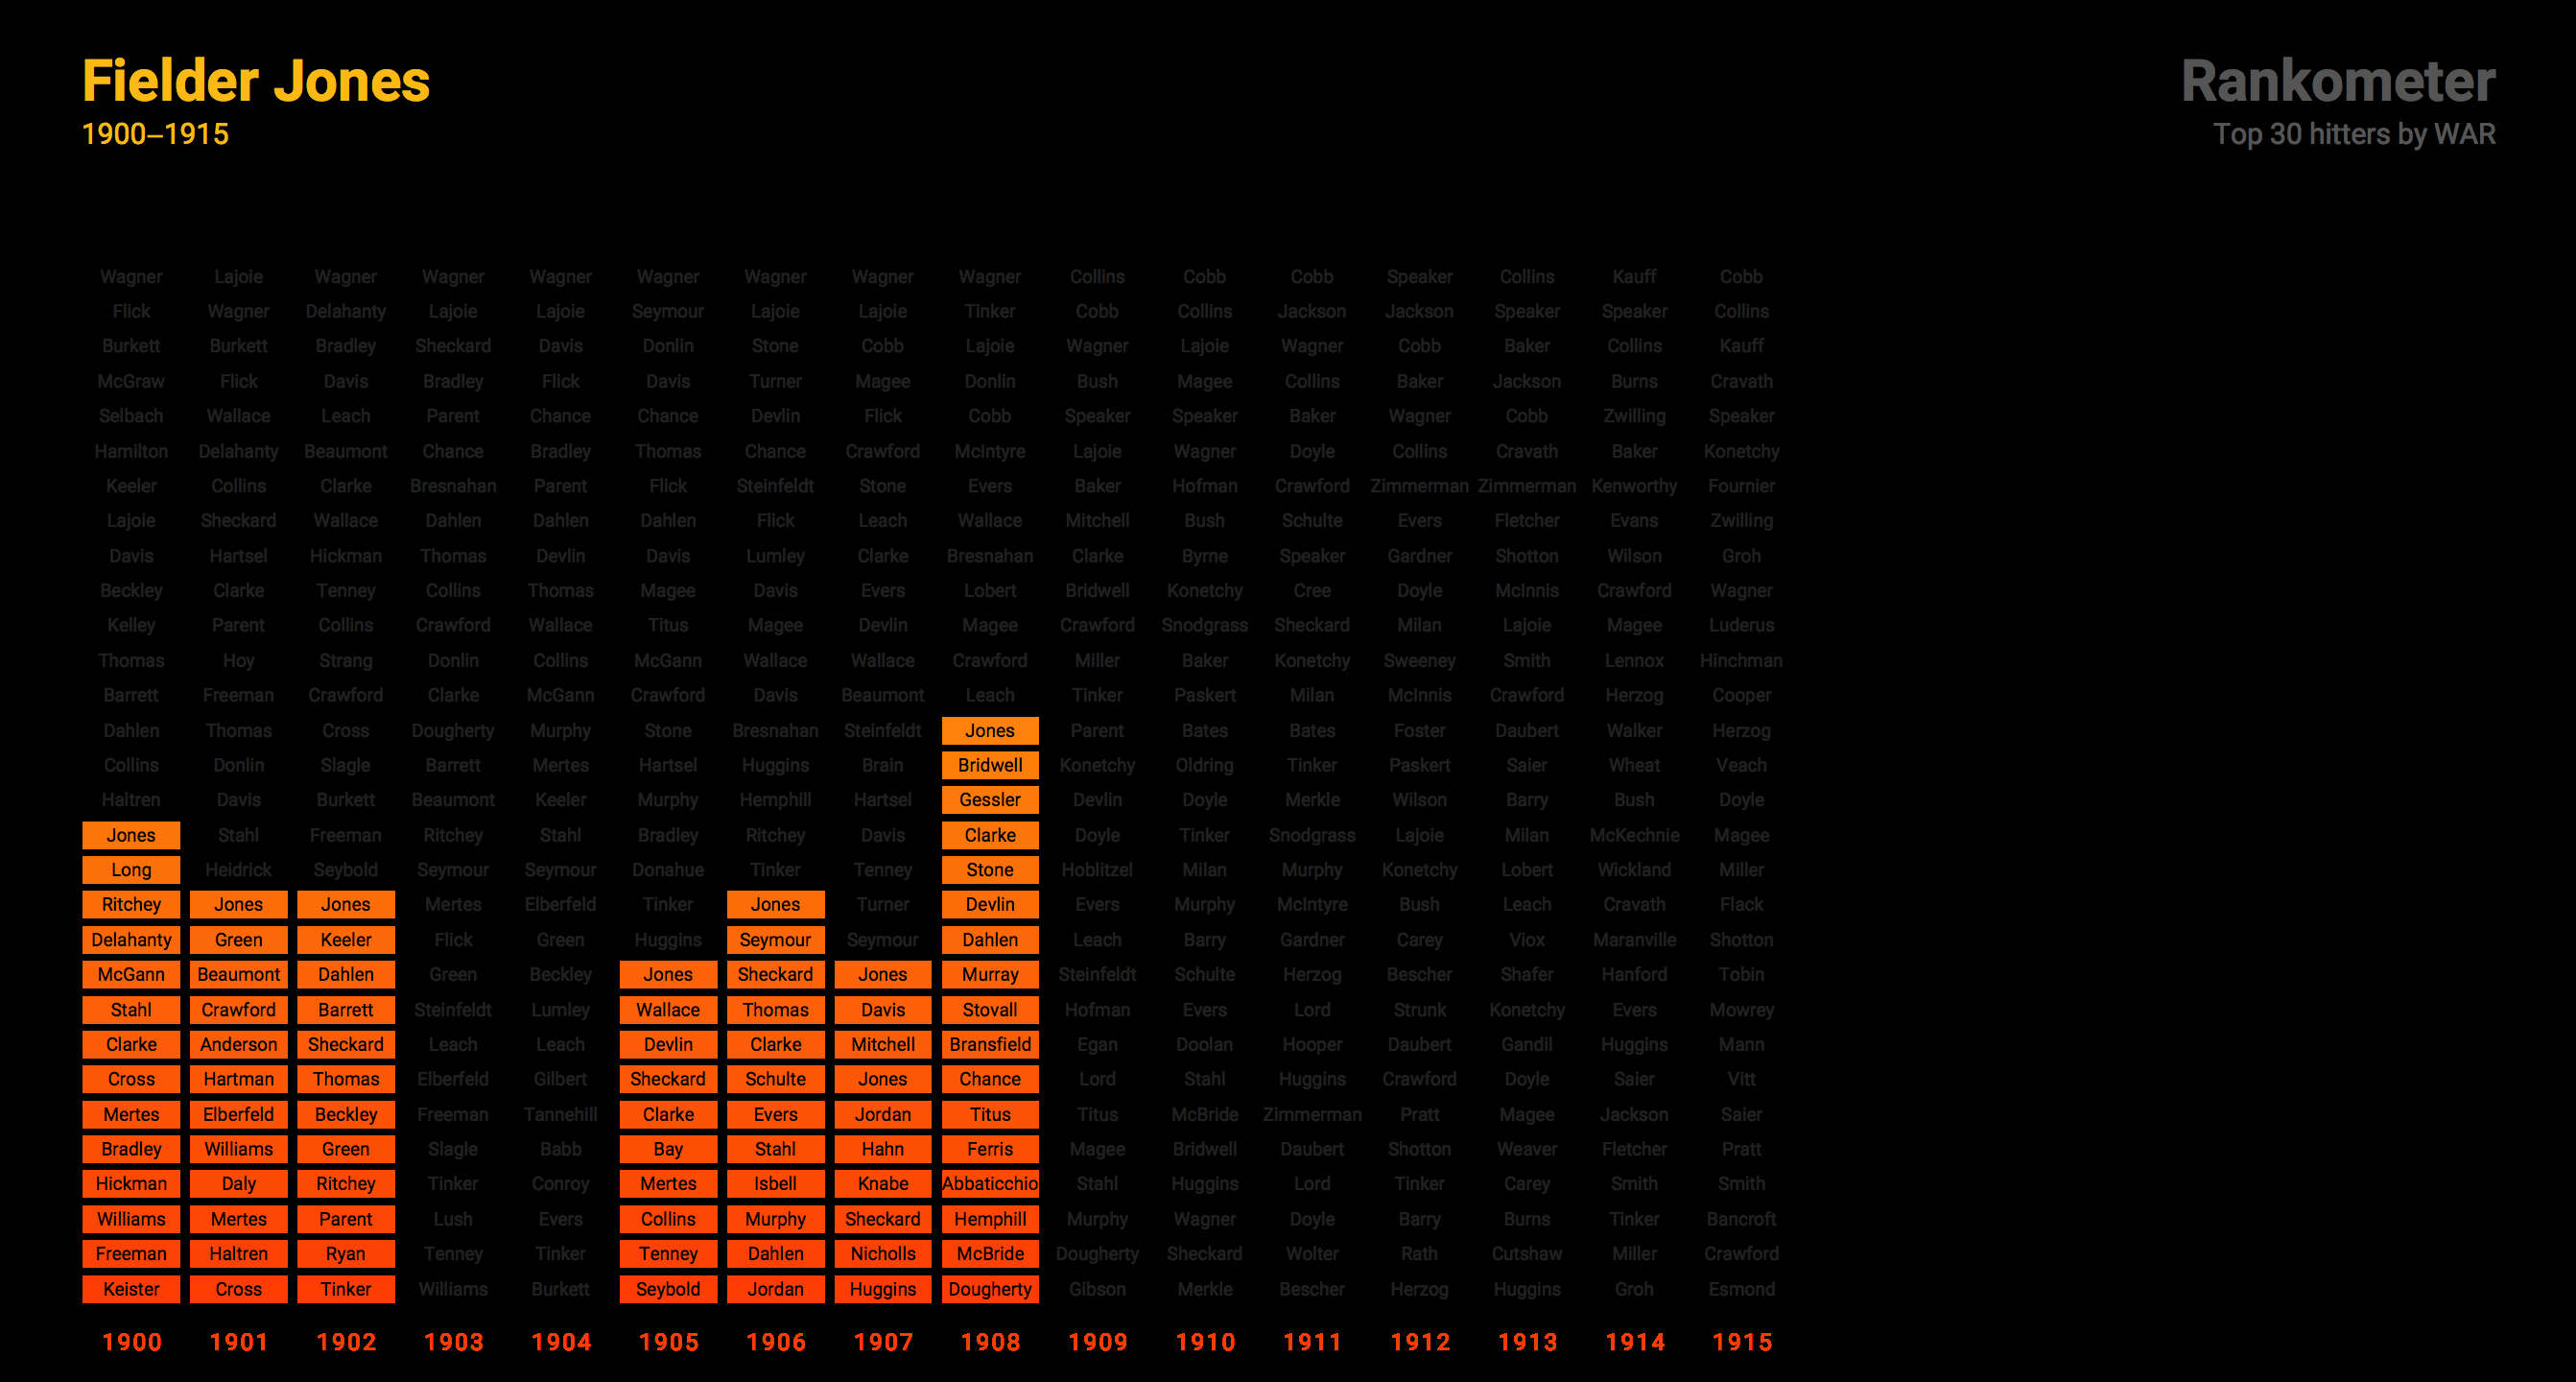 Fielder Jones
1900–1915
Rankometer
Top 30 hitters by WAR
Wagner Lajoie Wagner Wagner Wagner Wagner Wagner Wagner Wagner Collins Cobb Cobb Speaker Collins Kauff Cobb
Flick Wagner Delahanty Lajoie Lajoie Seymour Lajoie Lajoie Tinker Cobb Collins Jackson Jackson Speaker Speaker Collins
Burkett Burkett Bradley Sheckard Davis Donlin Stone Cobb Lajoie Wagner Lajoie Wagner Cobb Baker Collins Kauff
McGraw Flick Davis Bradley Flick Davis Turner Magee Donlin Bush Magee Collins Baker Jackson Burns Cravath
Selbach Wallace Leach Parent Chance Chance Devlin Flick Cobb Speaker Speaker Baker Wagner Cobb Zwilling Speaker
Hamilton Delahanty Beaumont Chance Bradley Thomas Chance Crawford McIntyre Lajoie Wagner Doyle Collins Cravath Baker Konetchy
Keeler Collins Clarke Bresnahan Parent Flick Steinfeldt Stone Evers Baker Hofman Crawford Zimmerman Zimmerman Kenworthy Fournier
Lajoie Sheckard Wallace Dahlen Dahlen Dahlen Flick Leach Wallace Mitchell Bush Schulte Evers Fletcher Evans Zwilling
Davis Hartsel Hickman Thomas Devlin Davis Lumley Clarke Bresnahan Clarke Byrne Speaker Gardner Shotton Wilson Groh
Beckley Clarke Tenney Collins Thomas Magee Davis Evers Lobert Bridwell Konetchy Cree Doyle McInnis Crawford Wagner
Kelley Parent Collins Crawford Wallace Titus Magee Devlin Magee Crawford Snodgrass Sheckard Milan Lajoie Magee Luderus
Thomas Hoy Strang Donlin Collins McGann Wallace Wallace Crawford Miller Baker Konetchy Sweeney Smith Lennox Hinchman
Barrett Freeman Crawford Clarke McGann Crawford Davis Beaumont Leach Tinker Paskert Milan McInnis Crawford Herzog Cooper
Dahlen Thomas Cross Dougherty Murphy Stone Bresnahan Steinfeldt Jones Parent Bates Bates Foster Daubert Walker Herzog
Collins Donlin Slagle Barrett Mertes Hartsel Huggins Brain Bridwell Konetchy Oldring Tinker Paskert Saier Wheat Veach
Haltren Davis Burkett Beaumont Keeler Murphy Hemphill Hartsel Gessler Devlin Doyle Merkle Wilson Barry Bush Doyle
Jones Stahl Freeman Ritchey Stahl Bradley Ritchey Davis Clarke Doyle Tinker Snodgrass Lajoie Milan McKechnie Magee
Long Heidrick Seybold Seymour Seymour Donahue Tinker Tenney Stone Hoblitzel Milan Murphy Konetchy Lobert Wickland Miller
Ritchey Jones Jones Mertes Elberfeld Tinker Jones Turner Devlin Evers Murphy McIntyre Bush Leach Cravath Flack
Delahanty Green Keeler Flick Green Huggins Seymour Seymour Dahlen Leach Barry Gardner Carey Viox Maranville Shotton
McGann Beaumont Dahlen Green Beckley Jones Sheckard Jones Murray Steinfeldt Schulte Herzog Bescher Shafer Hanford Tobin
Stahl Crawford Barrett Steinfeldt Lumley Wallace Thomas Davis Stovall Hofman Evers Lord Strunk Konetchy Evers Mowrey
Clarke Anderson Sheckard Leach Leach Devlin Clarke Mitchell Bransfield Egan Doolan Hooper Daubert Gandil Huggins Mann
Cross Hartman Thomas Elberfeld Gilbert Sheckard Schulte Jones Chance Lord Stahl Huggins Crawford Doyle Saier Vitt
Mertes Elberfeld Beckley Freeman Tannehill Clarke Evers Jordan Titus Titus McBride Zimmerman Pratt Magee Jackson Saier
Bradley Williams Green Slagle Babb Bay Stahl Hahn Ferris Magee Bridwell Daubert Shotton Weaver Fletcher Pratt
Hickman Daly Ritchey Tinker Conroy Mertes Isbell Knabe Abbaticchio Stahl Huggins Lord Tinker Carey Smith Smith
Williams Mertes Parent Lush Evers Collins Murphy Sheckard Hemphill Murphy Wagner Doyle Barry Burns Tinker Bancroft
Freeman Haltren Ryan Tenney Tinker Tenney Dahlen Nicholls McBride Dougherty Sheckard Wolter Rath Cutshaw Miller Crawford
Keister Cross Tinker Williams Burkett Seybold Jordan Huggins Dougherty Gibson Merkle Bescher Herzog Huggins Groh Esmond
1900 1901 1902 1903 1904 1905 1906 1907 1908 1909 1910 1911 1912 1913 1914 1915